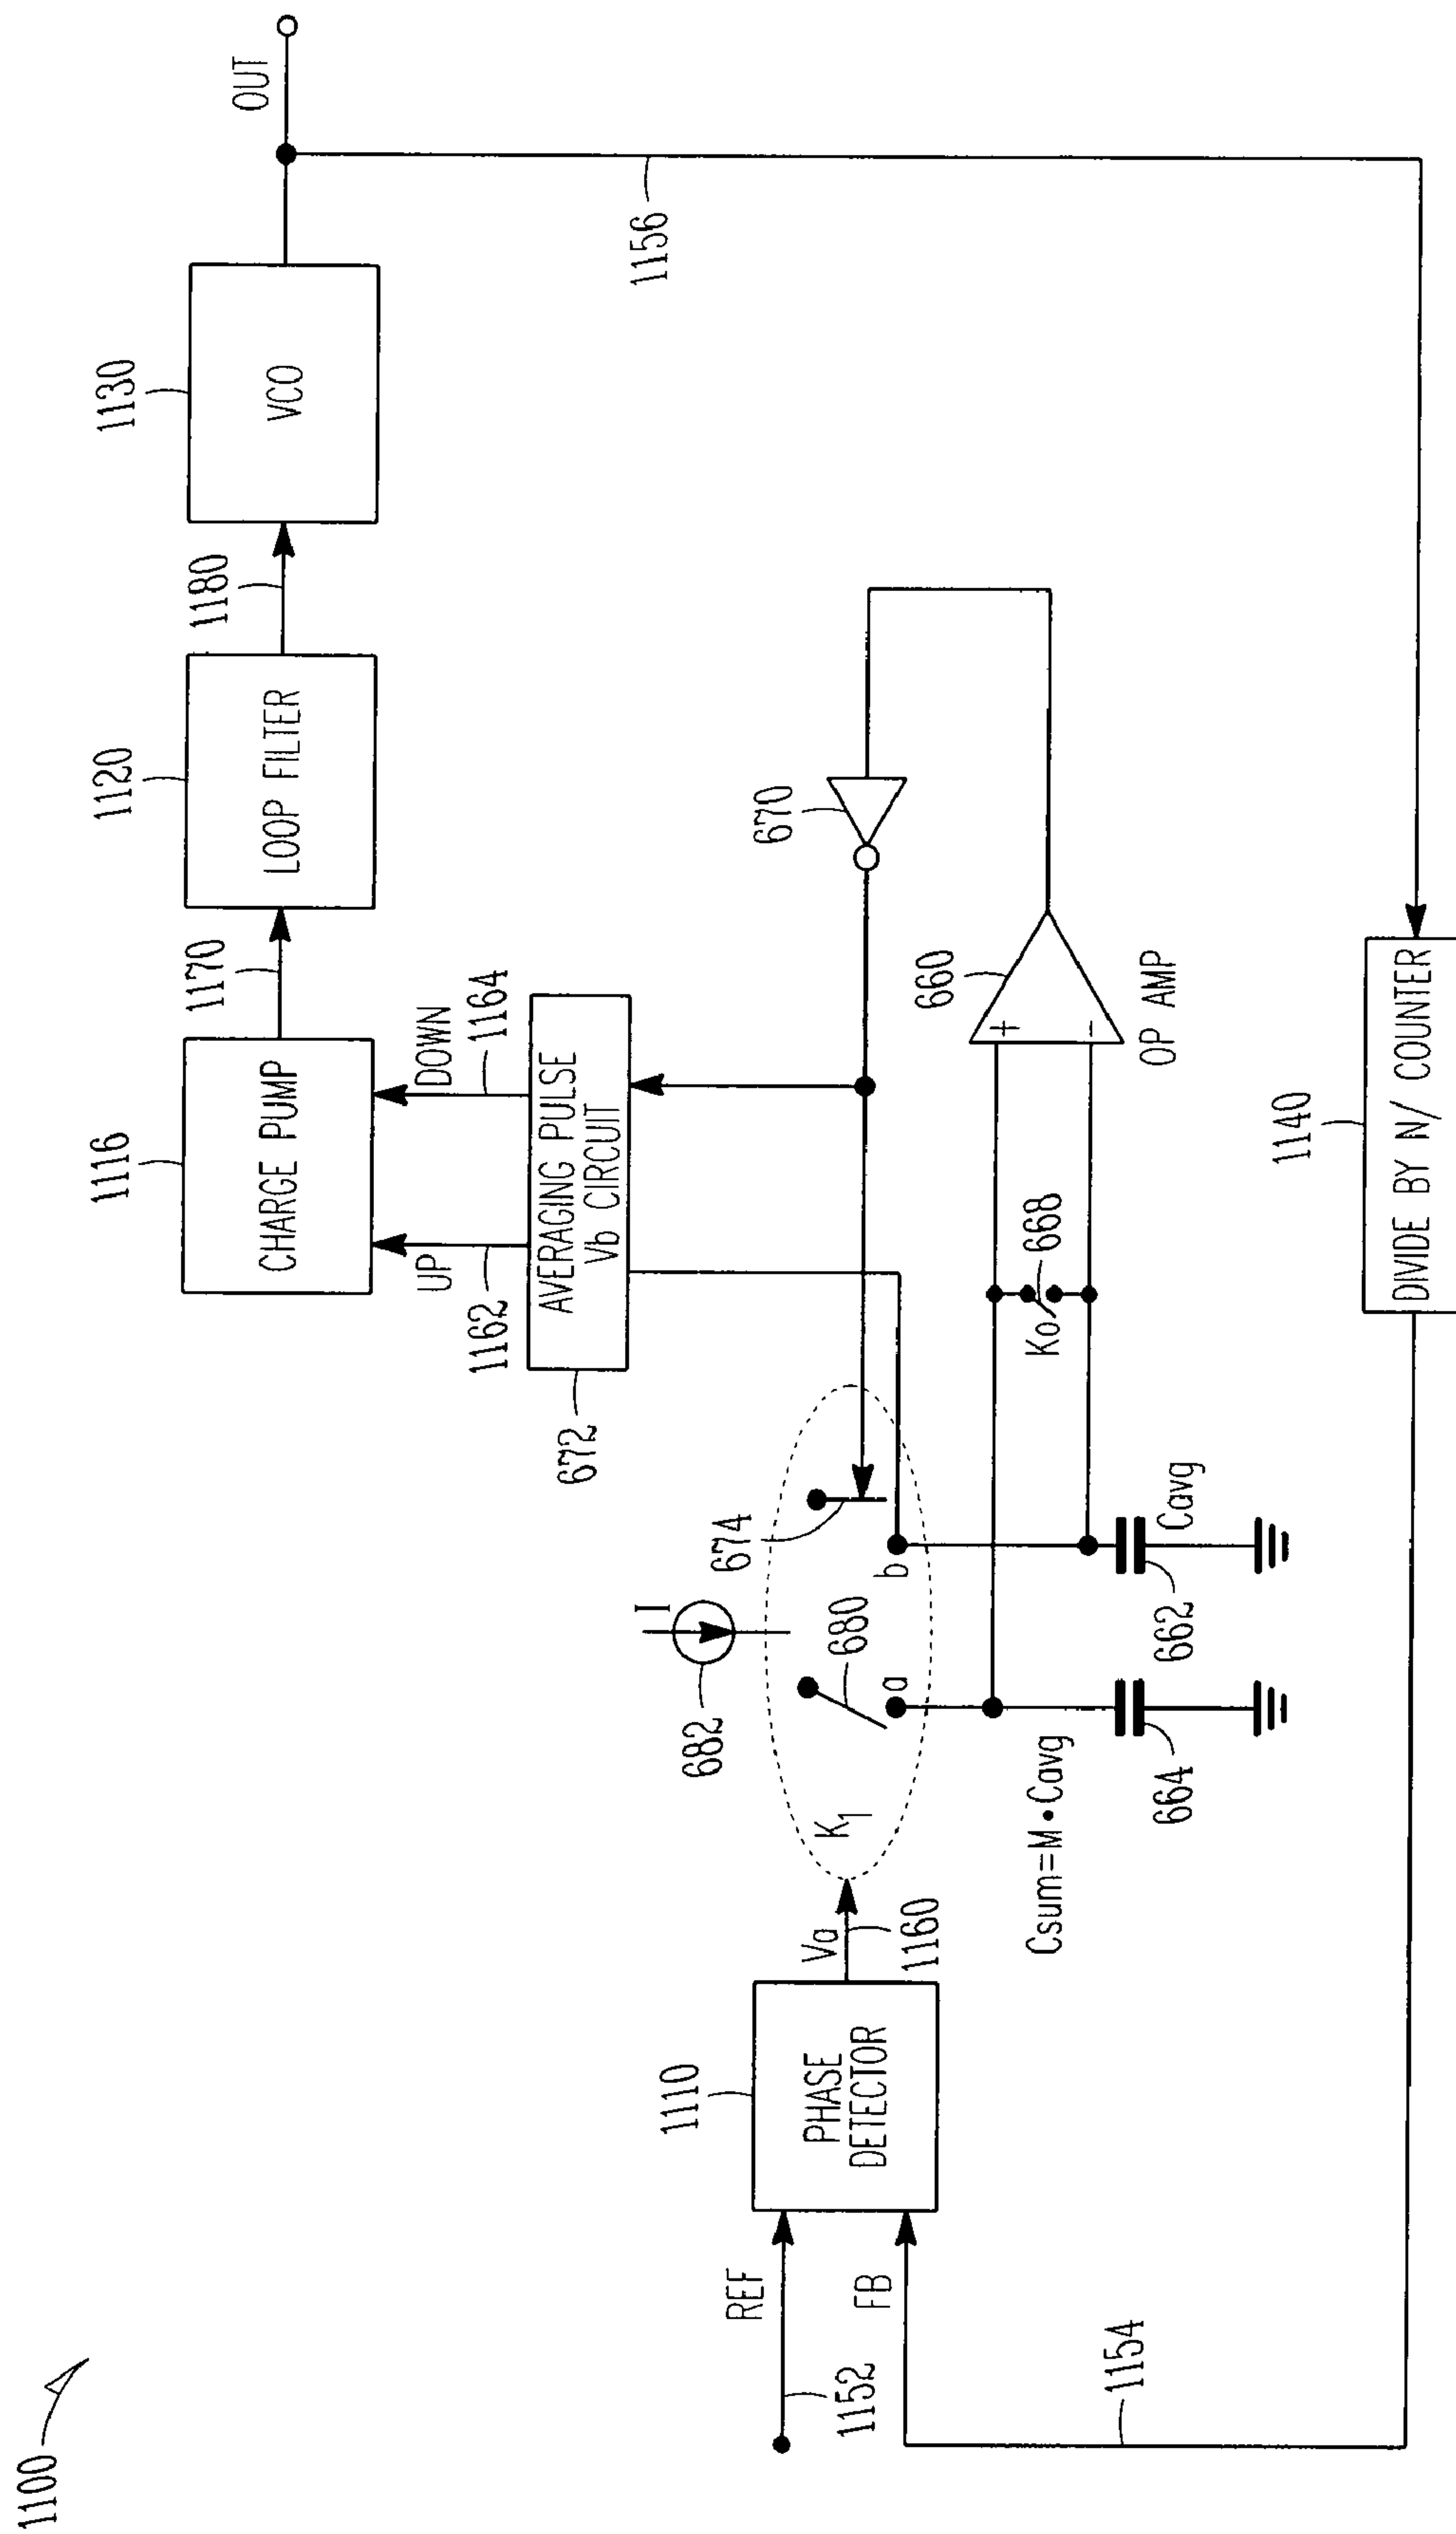 1100
1116
CHARGE PUMP
1170
1120
LOOP FILTER
1180
1130
VCO
OUT
1156
UP
1162
DOWN
1164
672
AVERAGING PULSE
Vb CIRCUIT
670
REF
1152
FB
1154
1110
PHASE
DETECTOR
Va
1160
K1
682
I
680
a
674
b
660
+
-
OP AMP
Ko
668
Csum=M•Cavg
664
662
Cavg
1140
DIVIDE BY N/ COUNTER